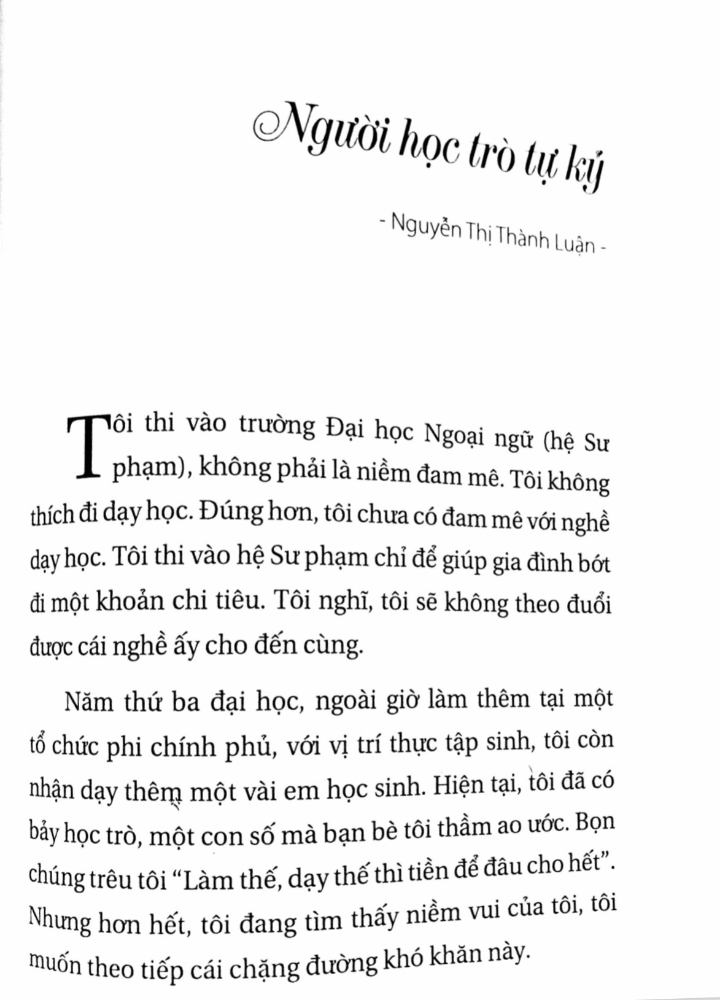 Người học trò tự kỷ
- Nguyễn Thị Thành Luận -
Tôi thi vào trường Đại học Ngoại ngữ (hệ Sư
phạm), không phải là niềm đam mê. Tôi không
thích đi dạy học. Đúng hơn, tôi chưa có đam mê với nghề
dạy học. Tôi thi vào hệ Sư phạm chỉ để giúp gia đình bớt
đi một khoản chi tiêu. Tôi nghĩ, tôi sẽ không theo đuổi
được cái nghề ấy cho đến cùng.
Năm thứ ba đại học, ngoài giờ làm thêm tại một
tổ chức phi chính phủ, với vị trí thực tập sinh, tôi còn
nhận dạy thêm một vài em học sinh. Hiện tại, tôi đã có
bảy học trò, một con số mà bạn bè tôi thầm ao ước. Bọn
chúng trêu tôi “Làm thế, dạy thế thì tiền để đâu cho hết”.
Nhưng hơn hết, tôi đang tìm thấy niềm vui của tôi, tôi
muốn theo tiếp cái chặng đường khó khăn này.